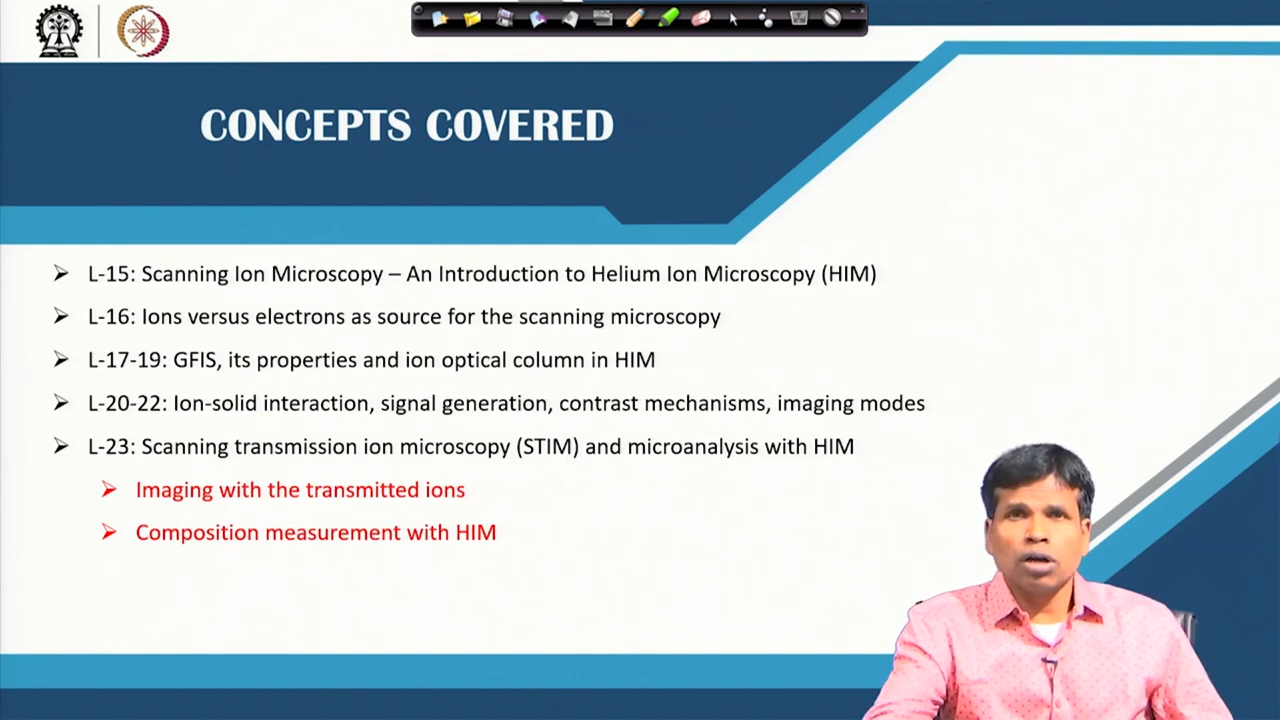 CONCEPTS COVERED
➢ L-15: Scanning Ion Microscopy – An Introduction to Helium Ion Microscopy (HIM)
➢ L-16: Ions versus electrons as source for the scanning microscopy
➢ L-17-19: GFIS, its properties and ion optical column in HIM
➢ L-20-22: Ion-solid interaction, signal generation, contrast mechanisms, imaging modes
➢ L-23: Scanning transmission ion microscopy (STIM) and microanalysis with HIM
➢ Imaging with the transmitted ions
➢ Composition measurement with HIM